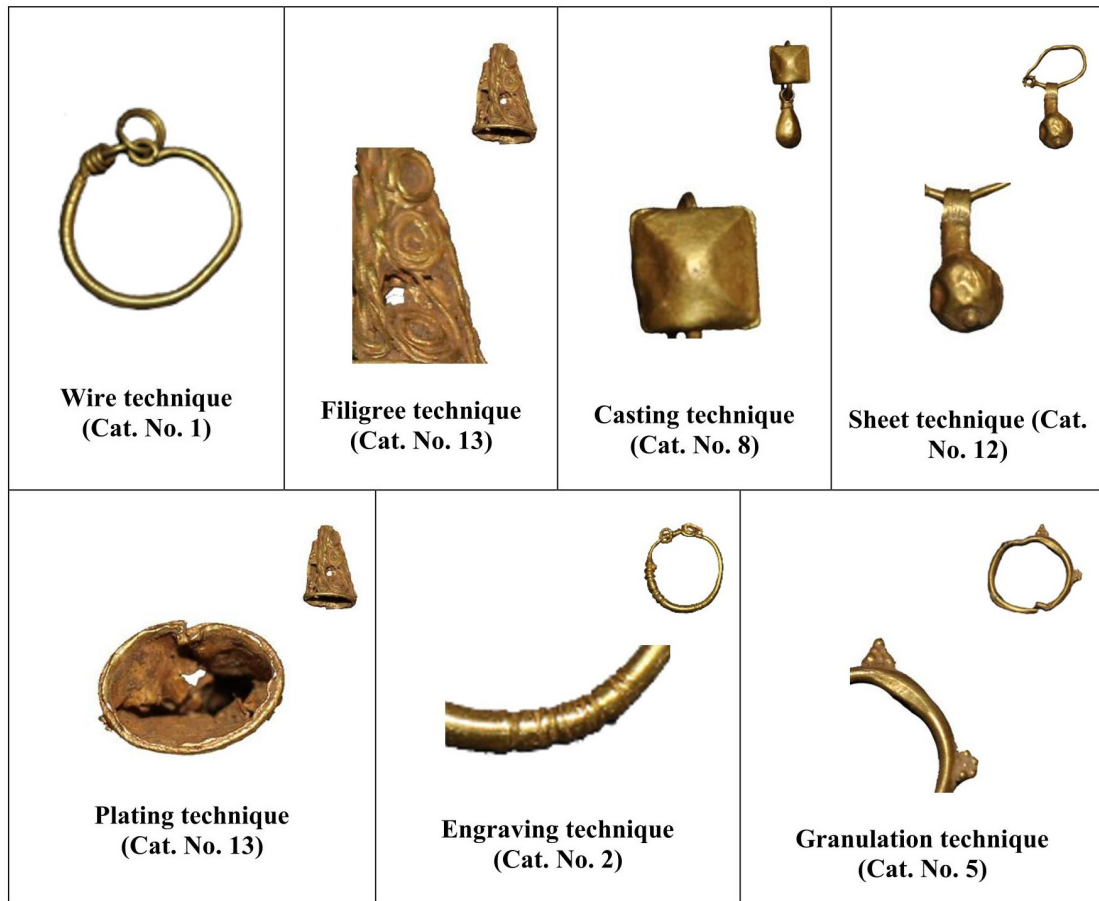 Wire technique
(Cat. No. 1)
Filigree technique
(Cat. No. 13)
Casting technique
(Cat. No. 8)
Sheet technique (Cat.
No. 12)
Plating technique
(Cat. No. 13)
Engraving technique
(Cat. No. 2)
Granulation technique
(Cat. No. 5)